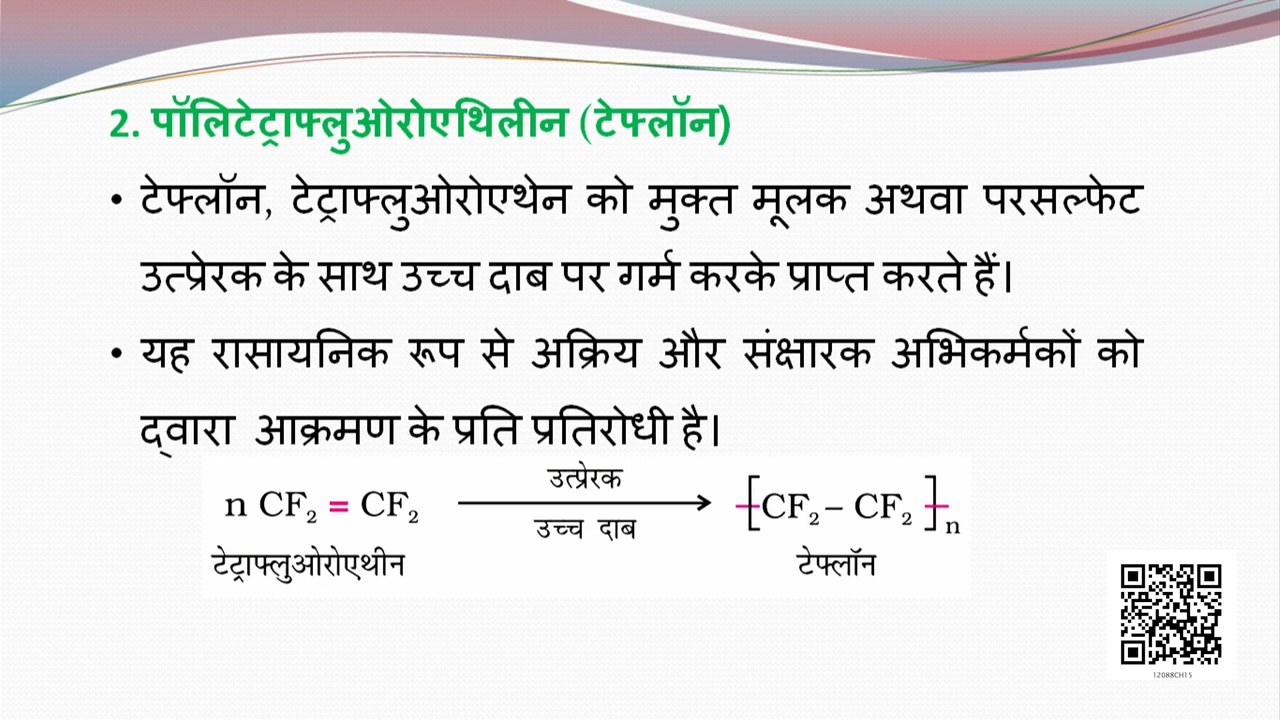 2. पॉलिटेट्राफ्लुओरोएथिलीन (टेफ्लॉन)
• टेफ्लॉन, टेट्राफ्लुओरोएथेन को मुक्त मूलक अथवा परसल्फेट
उत्प्रेरक के साथ उच्च दाब पर गर्म करके प्राप्त करते हैं।
• यह रासायनिक रूप से अक्रिय और संक्षारक अभिकर्मकों को
द्वारा आक्रमण के प्रति प्रतिरोधी है।
उत्प्रेरक
n CF₂ = CF₂ ⟶ –[CF₂ – CF₂]–ₙ
उच्च दाब
टेट्राफ्लुओरोएथीन टेफ्लॉन
12088CH15